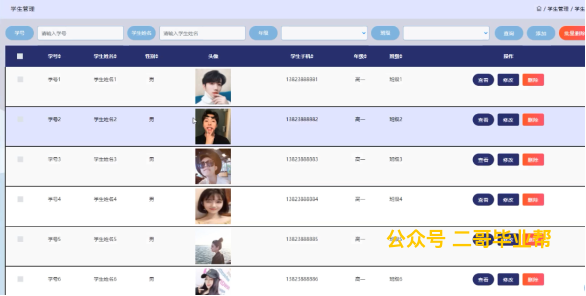 学生管理
/ 学生管理 / 学生
学号 请输入学号 学生姓名 请输入学生姓名 年级 班级 查询 添加 批量删除
学号 学生姓名 性别 头像 学生手机 年级 班级 操作
学号1 学生姓名1 男 13823888881 高一 班级1 查看 修改 删除
学号2 学生姓名2 男 13823888882 高一 班级2 查看 修改 删除
学号3 学生姓名3 男 13823888883 高一 班级3 查看 修改 删除
学号4 学生姓名4 男 13823888884 高一 班级4 查看 修改 删除
学号5 学生姓名5 男 13823888885 高一 班级5
公众号 二哥毕业帮
学号6 学生姓名6 男 13823888886 高一 班级6 查看 修改 删除